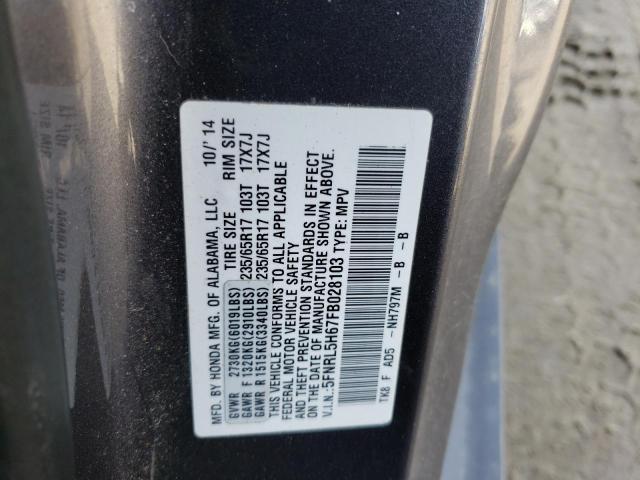 MFD. BY HONDA MFG. OF ALABAMA, LLC 10/'14
GVWR 2730KG(6019LBS) TIRE SIZE RIM SIZE
GAWR F 1320KG(2910LBS) 235/65R17 103T 17X7J
GAWR R 1515KG(3340LBS) 235/65R17 103T 17X7J
THIS VEHICLE CONFORMS TO ALL APPLICABLE
FEDERAL MOTOR VEHICLE SAFETY
AND THEFT PREVENTION STANDARDS IN EFFECT
ON THE DATE OF MANUFACTURE SHOWN ABOVE.
V.I.N.:5FNRL5H67FB028103 TYPE: MPV
TK8 F AD5 -NH797M -B -B